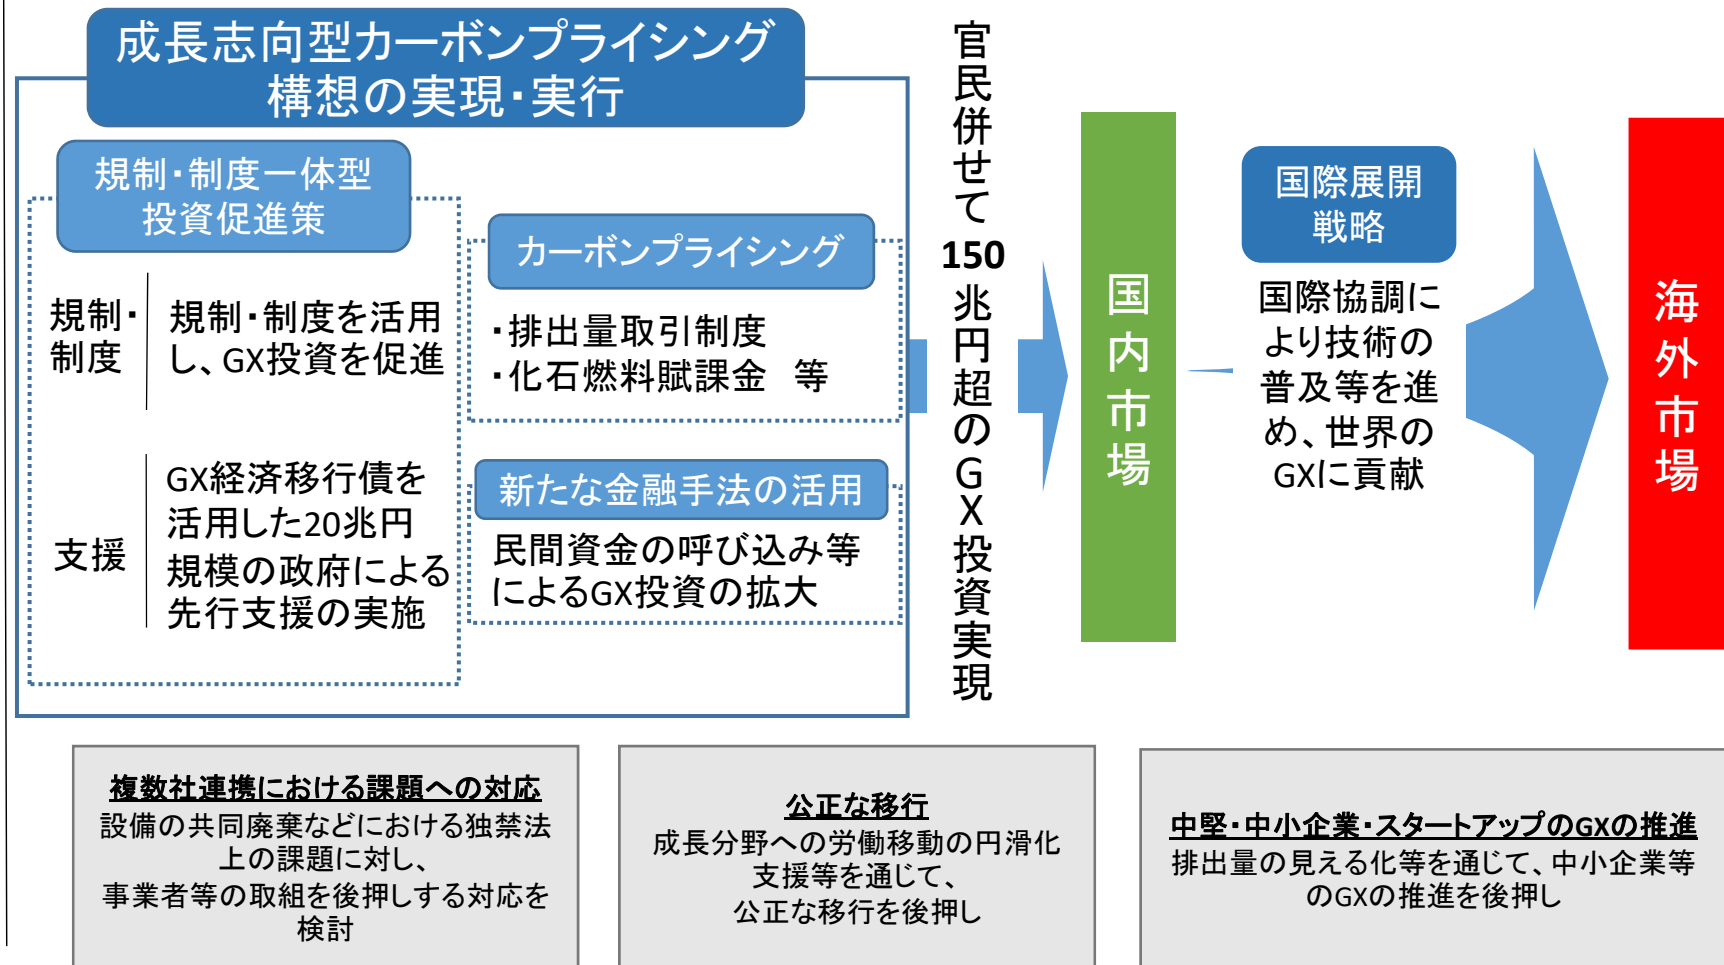 成長志向型カーボンプライシング
構想の実現・実行
規制・制度一体型
投資促進策
規制・
制度
規制・制度を活用
し、GX投資を促進
支援
GX経済移行債を
活用した20兆円
規模の政府による
先行支援の実施
カーボンプライシング
・排出量取引制度
・化石燃料賦課金　等
新たな金融手法の活用
民間資金の呼び込み等
によるGX投資の拡大
官民併せて150兆円超のGX投資実現
国内市場
国際展開
戦略
国際協調に
より技術の
普及等を進
め、世界の
GXに貢献
海外市場
複数社連携における課題への対応
設備の共同廃棄などにおける独禁法
上の課題に対し、
事業者等の取組を後押しする対応を
検討
公正な移行
成長分野への労働移動の円滑化
支援等を通じて、
公正な移行を後押し
中堅・中小企業・スタートアップのGXの推進
排出量の見える化等を通じて、中小企業等
のGXの推進を後押し